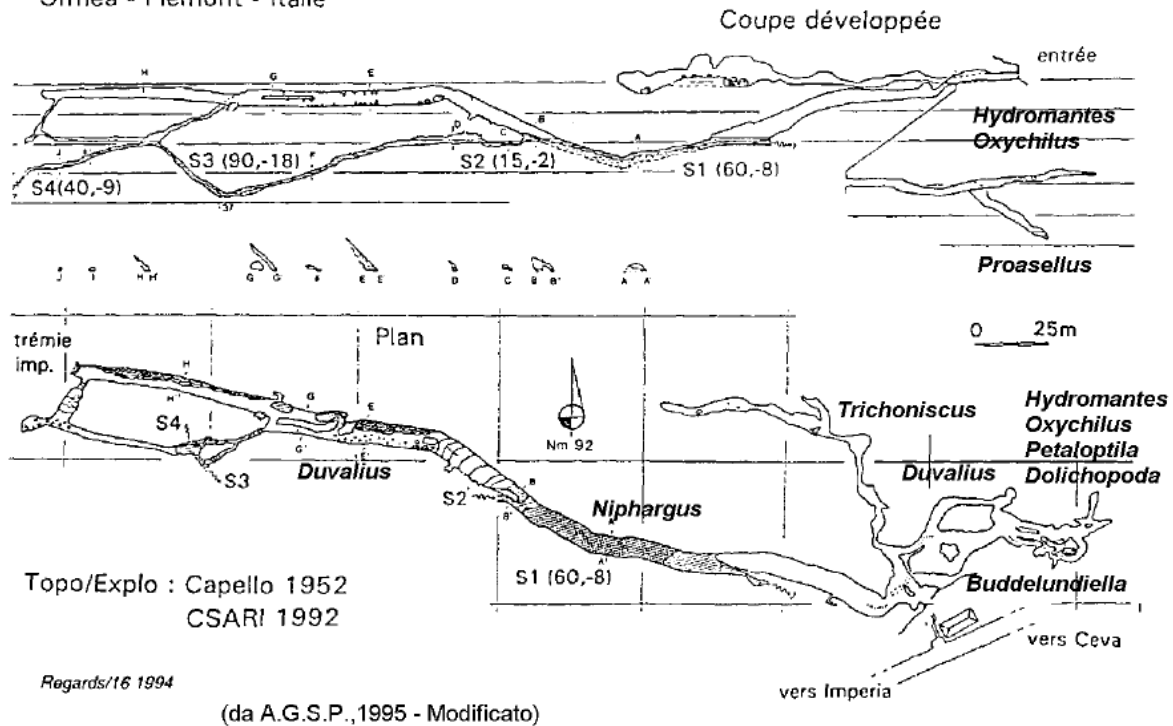 Ormea - Piemont - Italie
Coupe développée
entrée
H G E
B
D C A
J
Hydromantes
Oxychilus
S3 (90,-18)
S2 (15,-2)
S1 (60,-8)
S4(40,-9)
-37
Proasellus
J I H H' G G' F E E' D C B B' A A'
Plan
0 25m
trémie
imp.
H
H'
G
G'
E
S4
S3
Duvalius
S2
B
B'
Nm 92
Niphargus
A
A'
S1 (60,-8)
Trichoniscus
Duvalius
Hydromantes
Oxychilus
Petaloptila
Dolichopoda
Buddelundiella
Topo/Explo : Capello 1952
CSARI 1992
vers Ceva
vers Imperia
Regards/16 1994
(da A.G.S.P.,1995 - Modificato)